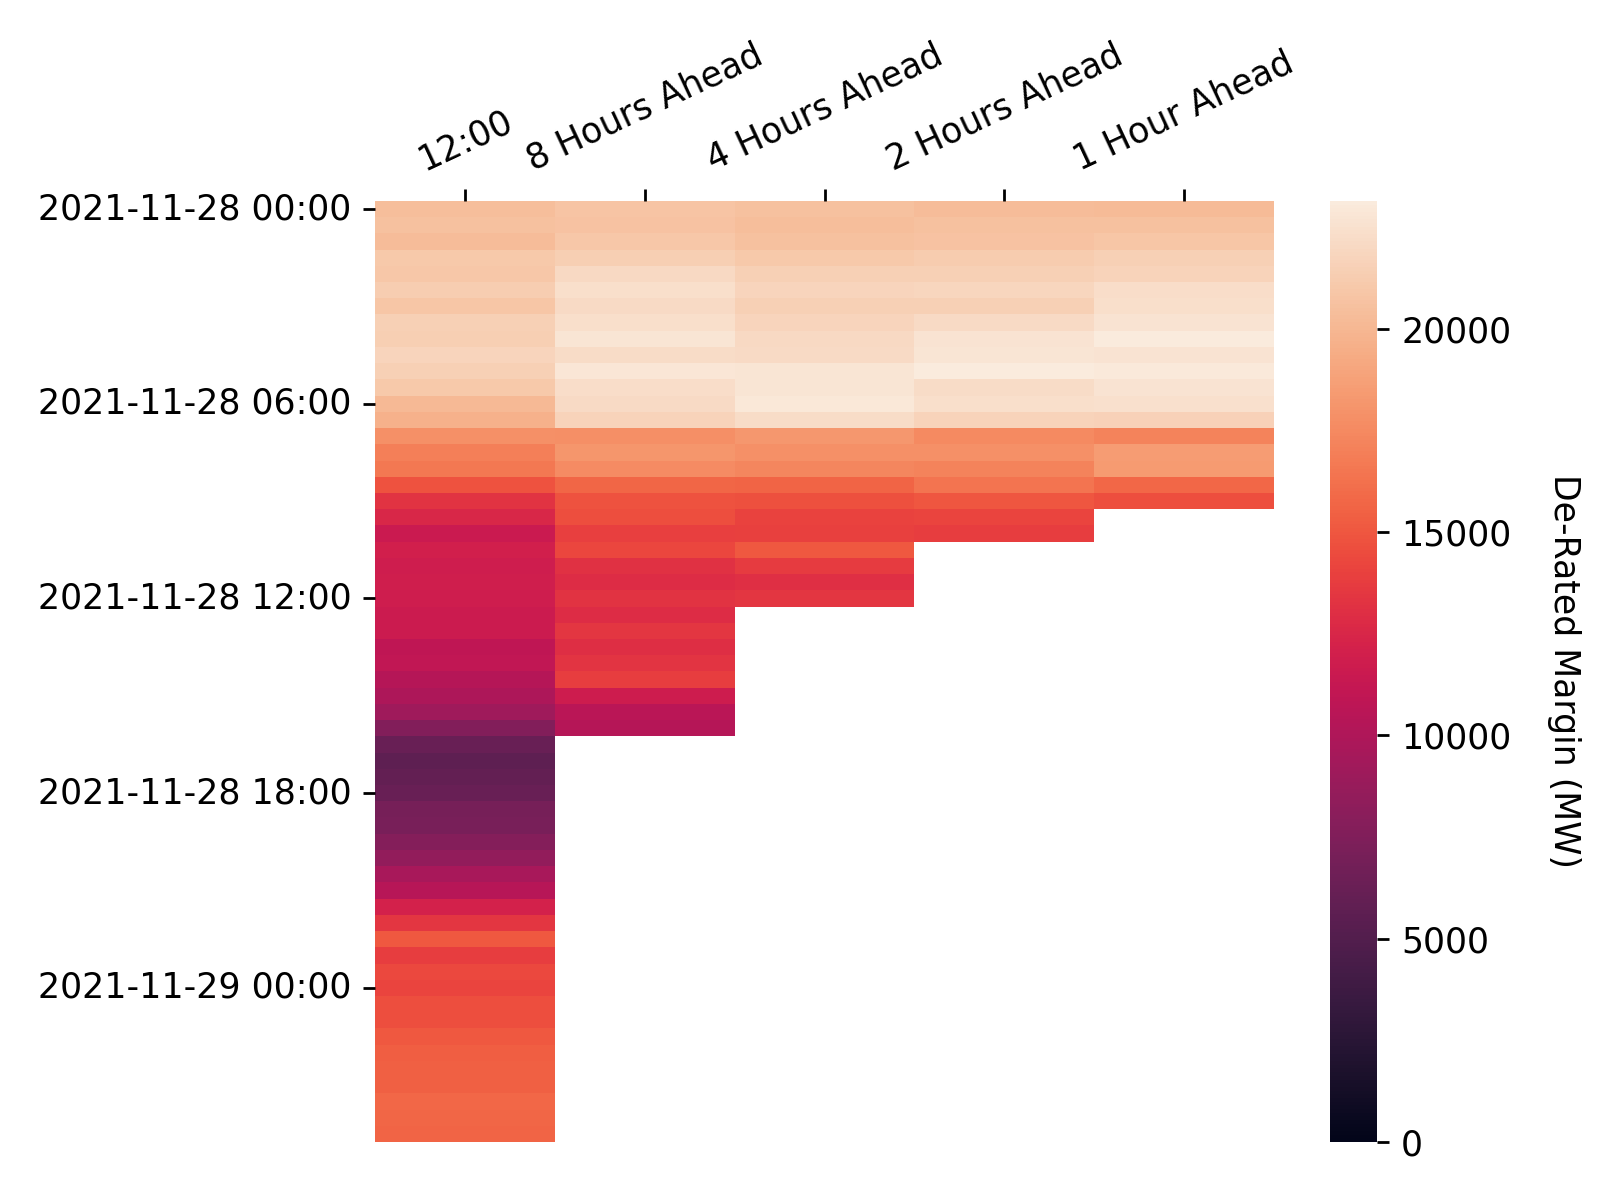 12:00
8 Hours Ahead
4 Hours Ahead
2 Hours Ahead
1 Hour Ahead
2021-11-28 00:00
2021-11-28 06:00
2021-11-28 12:00
2021-11-28 18:00
2021-11-29 00:00
20000
15000
10000
5000
0
De-Rated Margin (MW)